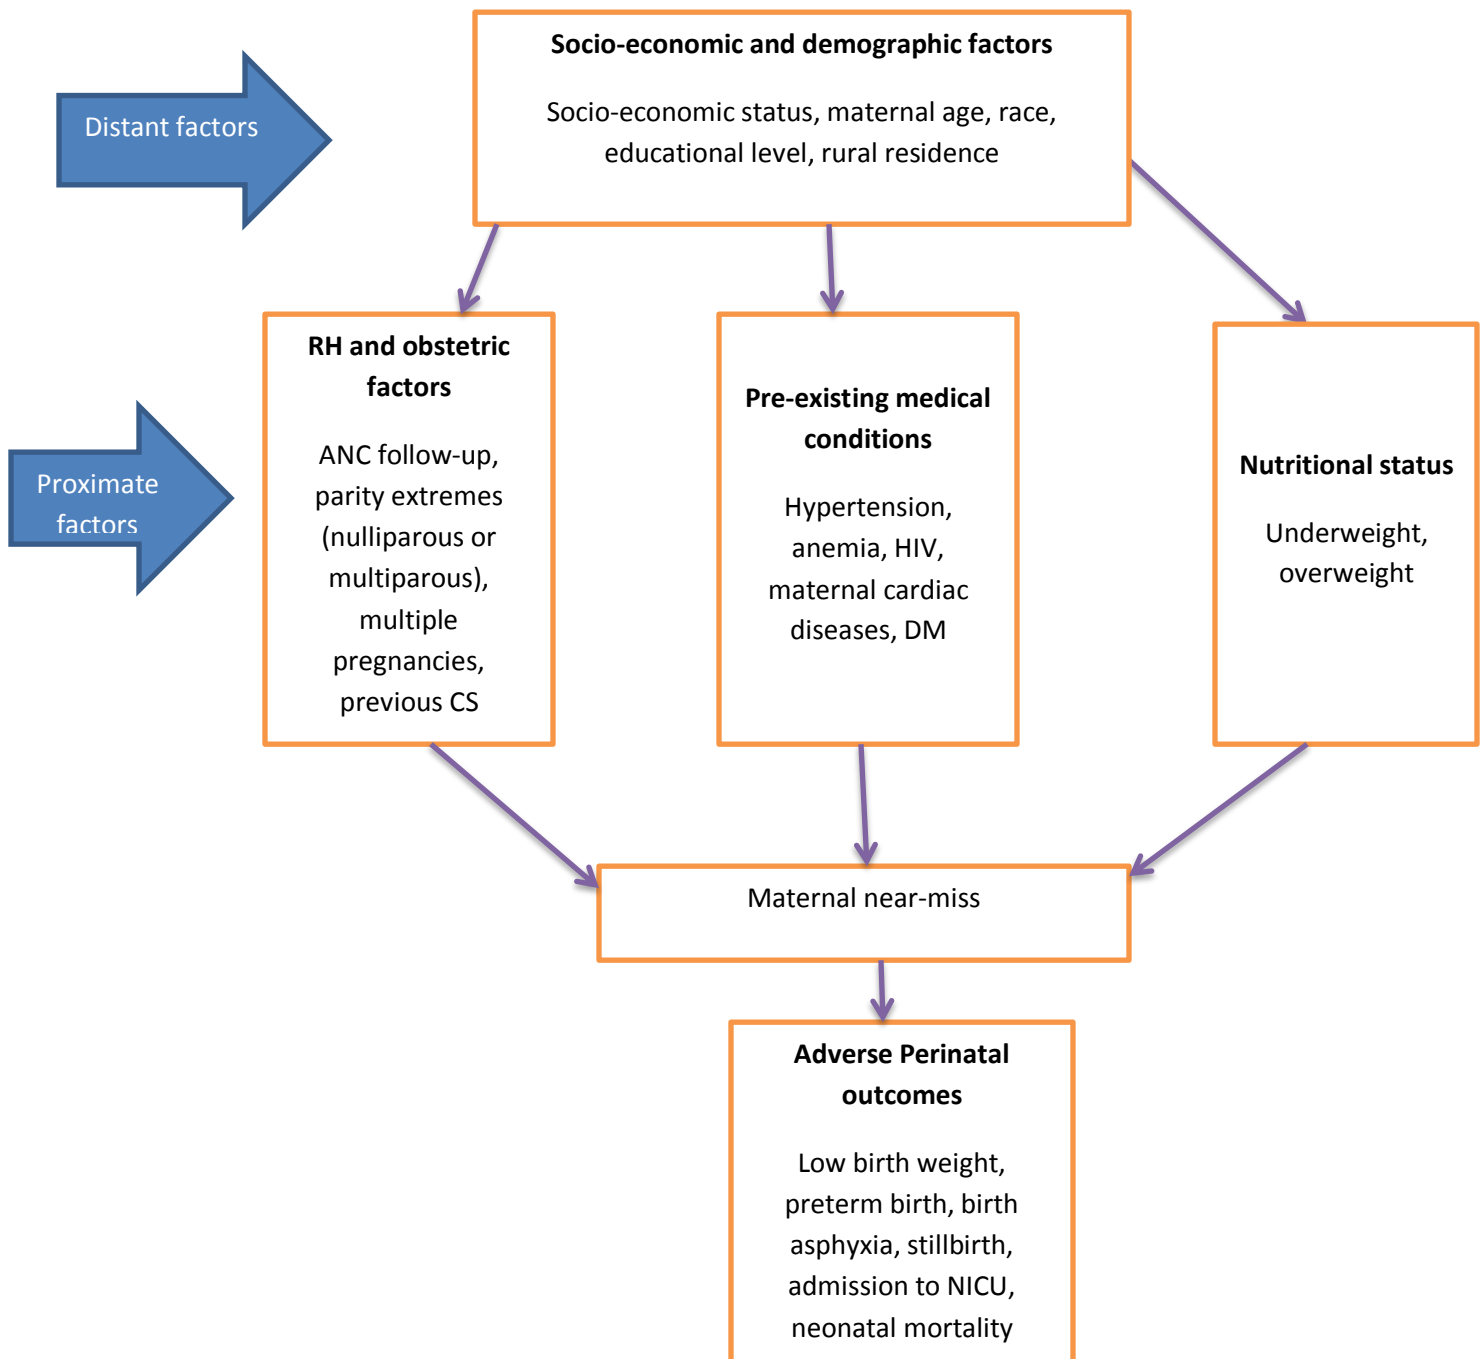 Socio-economic and demographic factors
Socio-economic status, maternal age, race,
educational level, rural residence
Distant factors
RH and obstetric
factors
ANC follow-up,
parity extremes
(nulliparous or
multiparous),
multiple
pregnancies,
previous CS
Pre-existing medical
conditions
Hypertension,
anemia, HIV,
maternal cardiac
diseases, DM
Nutritional status
Underweight,
overweight
Proximate
factors
Maternal near-miss
Adverse Perinatal
outcomes
Low birth weight,
preterm birth, birth
asphyxia, stillbirth,
admission to NICU,
neonatal mortality